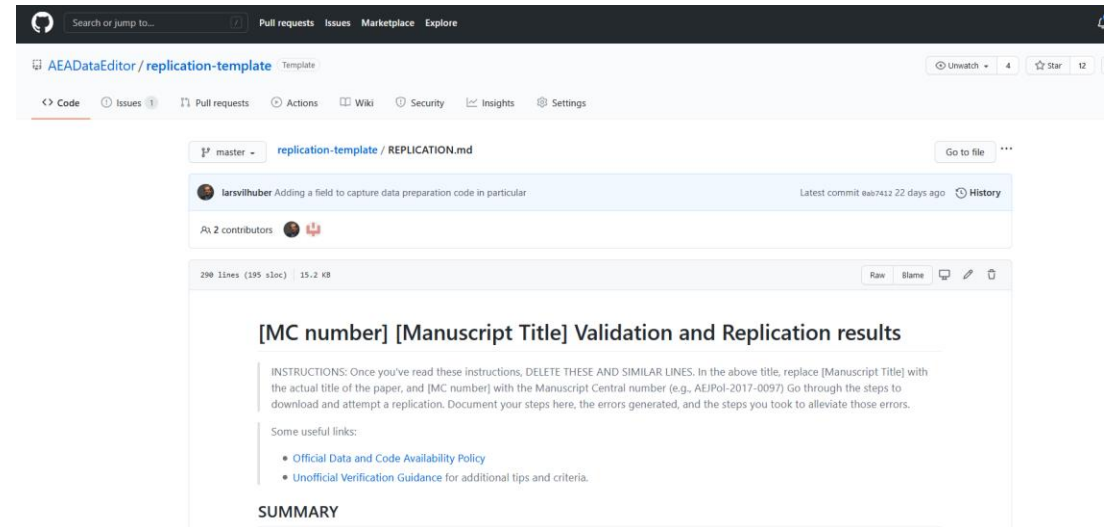 Search or jump to... / Pull requests Issues Marketplace Explore
AEADataEditor / replication-template Template Unwatch 4 Star 12
<> Code Issues 1 Pull requests Actions Wiki Security Insights Settings
master replication-template / REPLICATION.md Go to file ...
larsvilhuber Adding a field to capture data preparation code in particular Latest commit 0ab7412 22 days ago History
2 contributors
290 lines (195 sloc) 15.2 KB Raw Blame
[MC number] [Manuscript Title] Validation and Replication results
INSTRUCTIONS: Once you've read these instructions, DELETE THESE AND SIMILAR LINES. In the above title, replace [Manuscript Title] with
the actual title of the paper, and [MC number] with the Manuscript Central number (e.g., AEJPol-2017-0097) Go through the steps to
download and attempt a replication. Document your steps here, the errors generated, and the steps you took to alleviate those errors.
Some useful links:
• Official Data and Code Availability Policy
• Unofficial Verification Guidance for additional tips and criteria.
SUMMARY